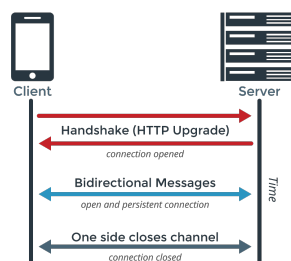 Client
Server
Handshake (HTTP Upgrade)
connection opened
Bidirectional Messages
open and persistent connection
Time
One side closes channel
connection closed